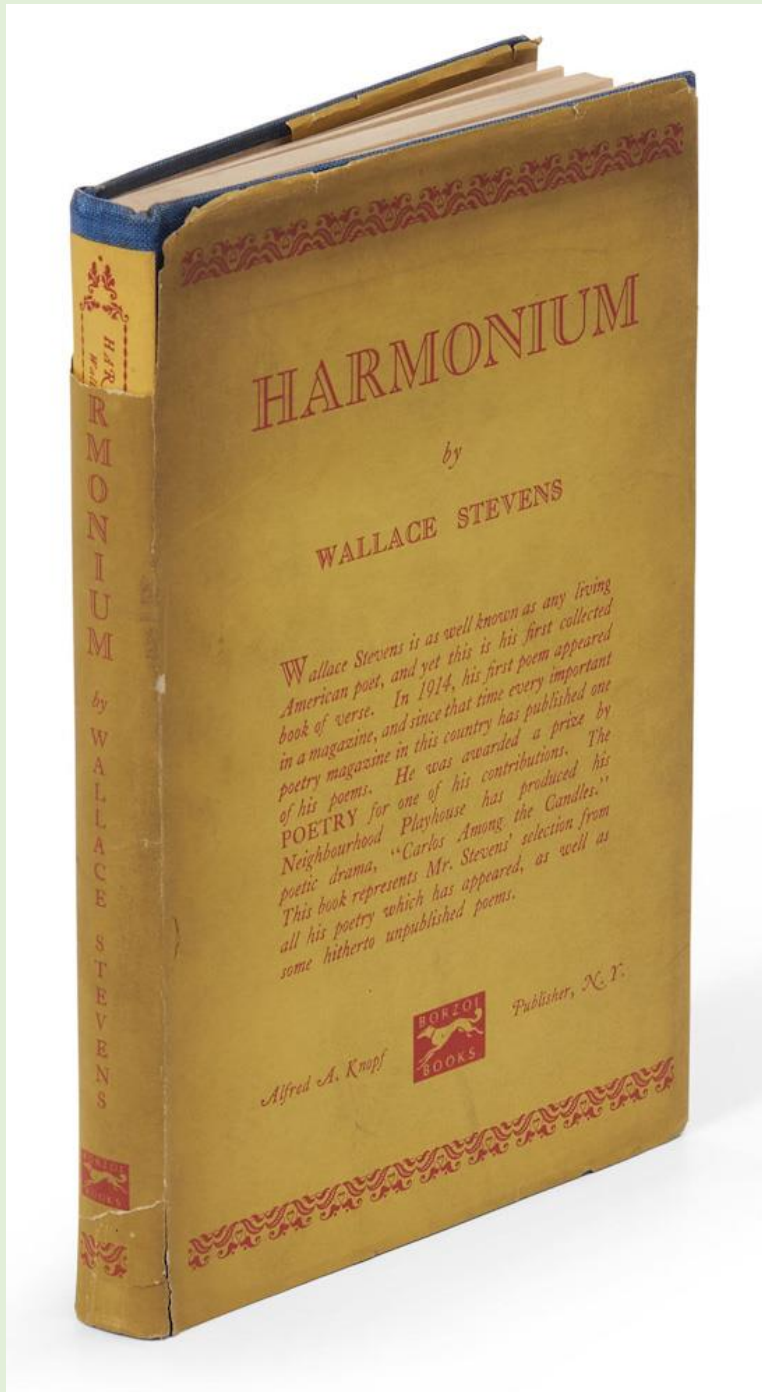 HARMONIUM
by
WALLACE STEVENS
Wallace Stevens is as well known as any living
American poet, and yet this is his first collected
book of verse. In 1914, his first poem appeared
in a magazine, and since that time every important
poetry magazine in this country has published one
of his poems. He was awarded a prize by
POETRY for one of his contributions. The
Neighbourhood Playhouse has produced his
poetic drama, "Carlos Among the Candles."
This book represents Mr. Stevens' selection from
all his poetry which has appeared, as well as
some hitherto unpublished poems.
Alfred A. Knopf
BORZOI
BOOKS
Publisher, N. Y.
HAR
Wall
RMONIUM by WALLACE STEVENS
BORZOI
BOOKS